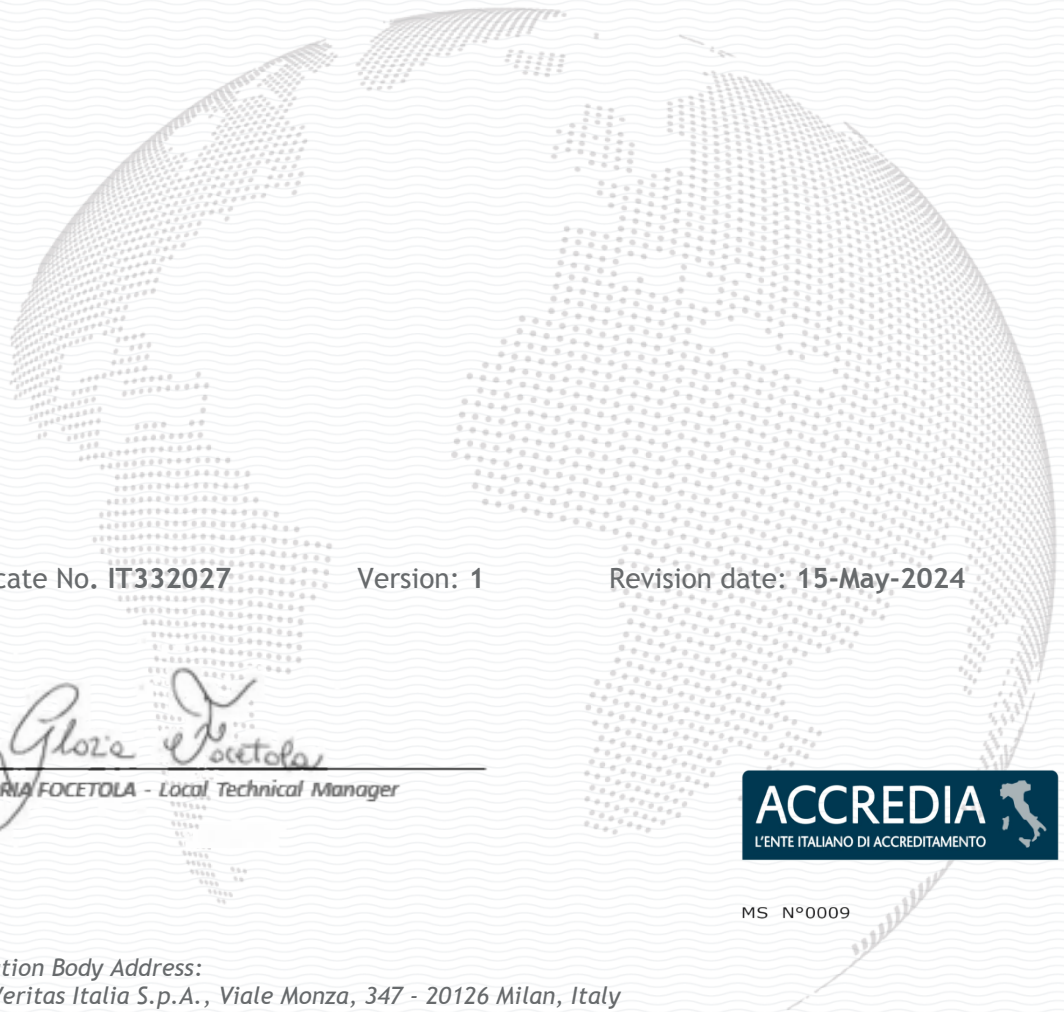 cate No. IT332027 Version: 1 Revision date: 15-May-2024
Gloria Focetola
RIA FOCETOLA - Local Technical Manager
ACCREDIA
L'ENTE ITALIANO DI ACCREDITAMENTO
MS N°0009
tion Body Address:
Veritas Italia S.p.A., Viale Monza, 347 - 20126 Milan, Italy